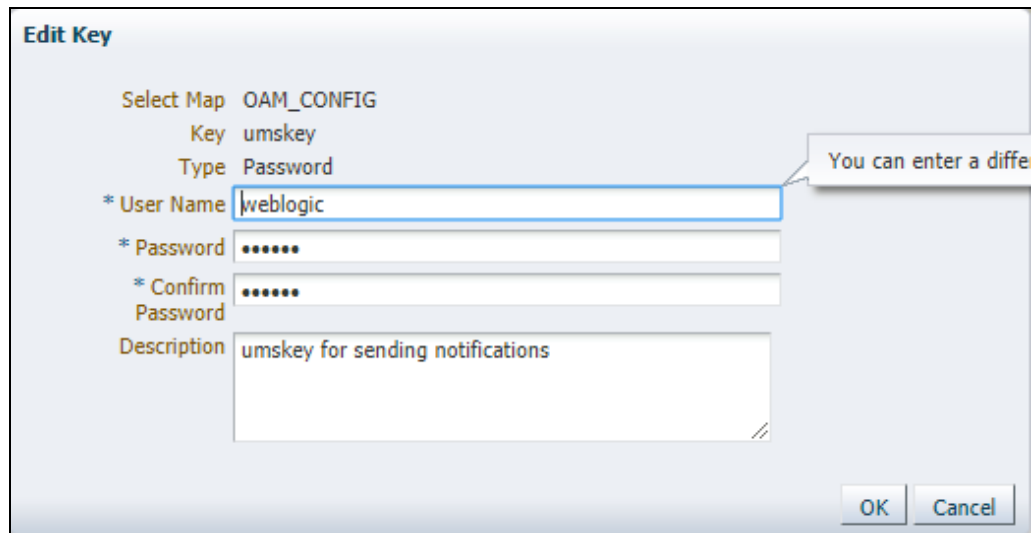 Edit Key
Select Map OAM_CONFIG
Key umskey
Type Password
You can enter a
* User Name weblogic
* Password ••••••
* Confirm Password ••••••
Description umskey for sending notifications
OK Cancel